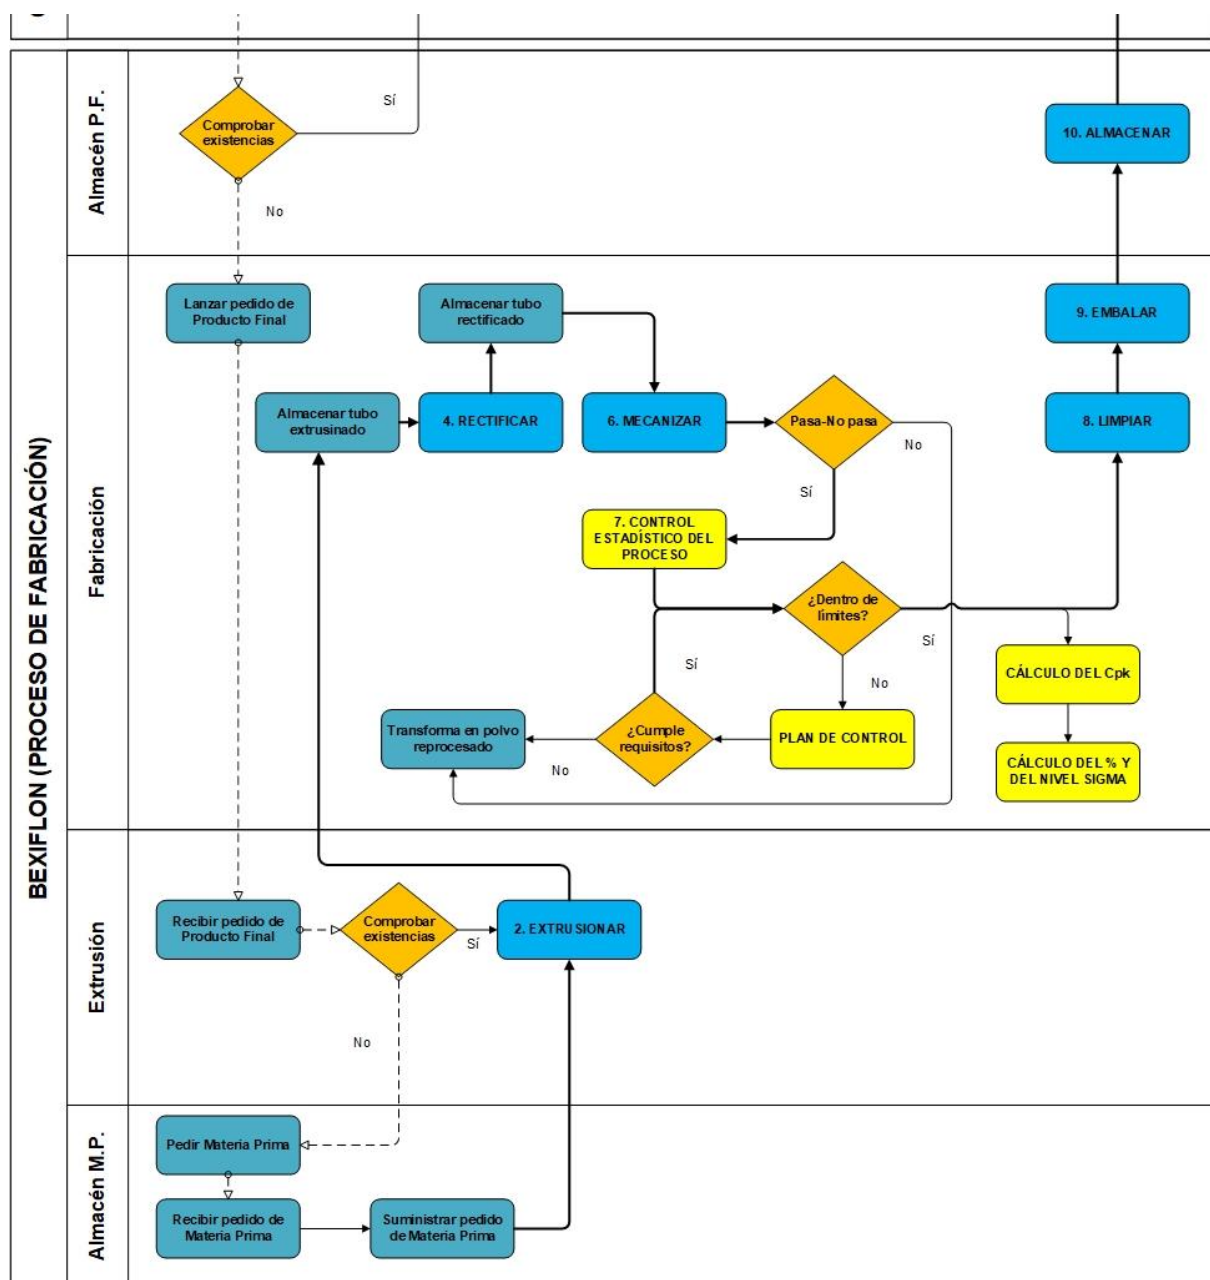 BEXIFLON (PROCESO DE FABRICACIÓN)
Almacén P.F.
Comprobar
existencias
Sí
No
10. ALMACENAR
Fabricación
Lanzar pedido de
Producto Final
Almacenar tubo
rectificado
9. EMBALAR
Almacenar tubo
extrusinado
4. RECTIFICAR
6. MECANIZAR
Pasa-No pasa
No
Sí
8. LIMPIAR
7. CONTROL
ESTADÍSTICO DEL
PROCESO
¿Dentro de
límites?
Sí
No
Sí
CÁLCULO DEL Cpk
Transforma en polvo
reprocesado
¿Cumple
requisitos?
No
PLAN DE CONTROL
CÁLCULO DEL % Y
DEL NIVEL SIGMA
Extrusión
Recibir pedido de
Producto Final
Comprobar
existencias
Sí
No
2. EXTRUSIONAR
Almacén M.P.
Pedir Materia Prima
Recibir pedido de
Materia Prima
Suministrar pedido
de Materia Prima